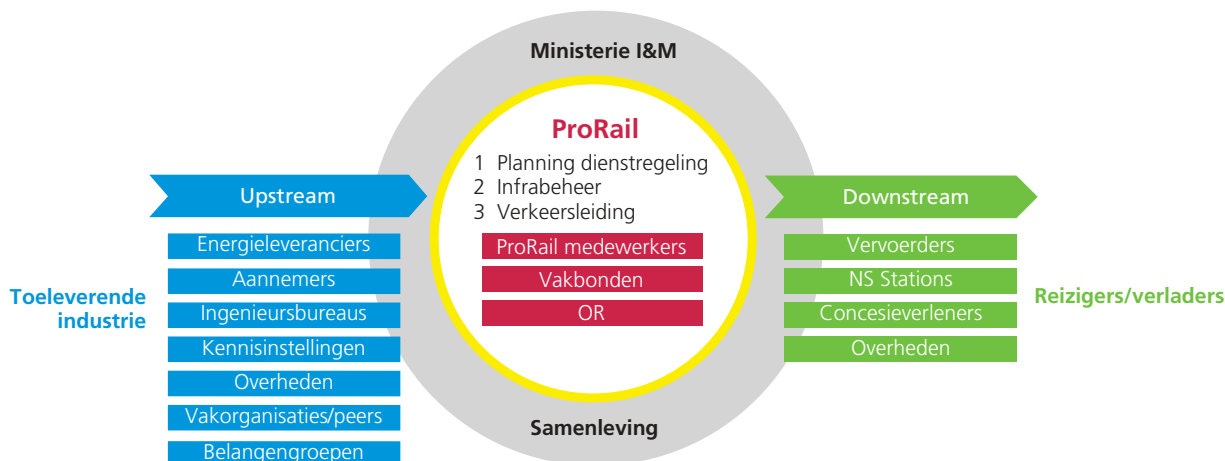 Ministerie I&M
ProRail
1 Planning dienstregeling
2 Infrabeheer
3 Verkeersleiding
ProRail medewerkers
Vakbonden
OR
Samenleving
Toeleverende
industrie
Upstream
Energieleveranciers
Aannemers
Ingenieursbureaus
Kennisinstellingen
Overheden
Vakorganisaties/peers
Belangengroepen
Downstream
Vervoerders
NS Stations
Concesieverleners
Overheden
Reizigers/verladers